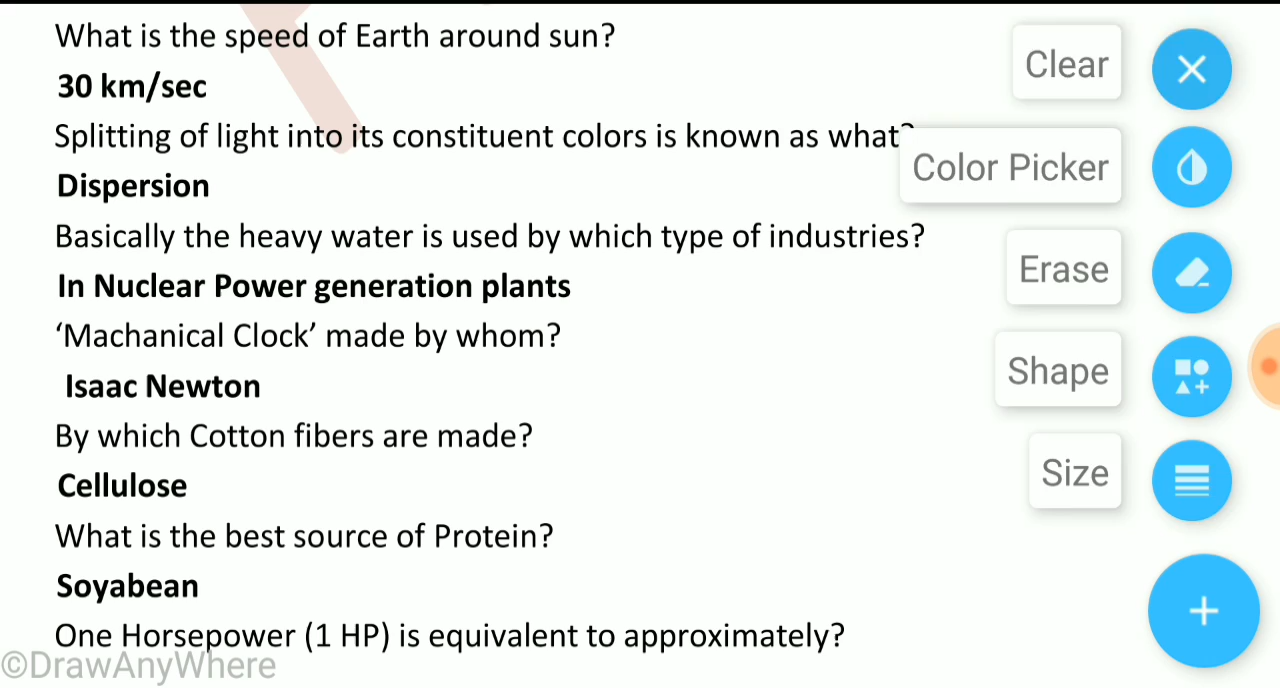 What is the speed of Earth around sun?
30 km/sec
Splitting of light into its constituent colors is known as what?
Dispersion
Basically the heavy water is used by which type of industries?
In Nuclear Power generation plants
‘Machanical Clock’ made by whom?
Isaac Newton
By which Cotton fibers are made?
Cellulose
What is the best source of Protein?
Soyabean
One Horsepower (1 HP) is equivalent to approximately?
©DrawAnyWhere
Clear
Color Picker
Erase
Shape
Size